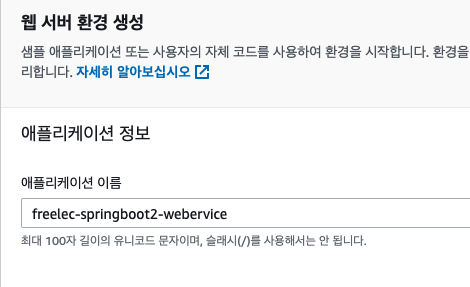 웹 서버 환경 생성
샘플 애플리케이션 또는 사용자의 자체 코드를 사용하여 환경을 시작합니다. 환경을
리합니다. 자세히 알아보십시오
애플리케이션 정보
애플리케이션 이름
freelec-springboot2-webervice
최대 100자 길이의 유니코드 문자이며, 슬래시(/)를 사용해서는 안 됩니다.